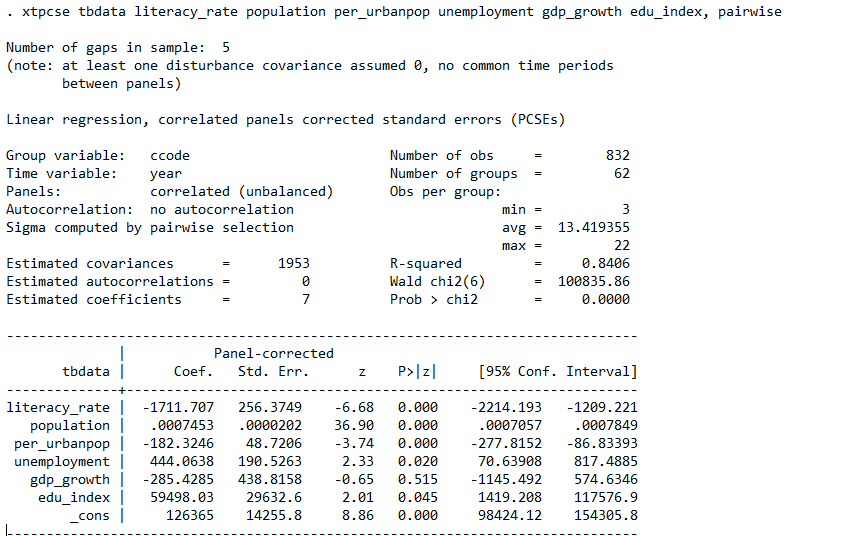 . xtpcse tbdata literacy_rate population per_urbanpop unemployment gdp_growth edu_index, pairwise
Number of gaps in sample:  5
(note: at least one disturbance covariance assumed 0, no common time periods
       between panels)
Linear regression, correlated panels corrected standard errors (PCSEs)
Group variable:   ccode                         Number of obs     =        832
Time variable:    year                          Number of groups  =         62
Panels:           correlated (unbalanced)       Obs per group:
Autocorrelation:  no autocorrelation                          min =          3
Sigma computed by pairwise selection                          avg =  13.419355
                                                              max =         22
Estimated covariances      =      1953          R-squared         =     0.8406
Estimated autocorrelations =         0          Wald chi2(6)      =  100835.86
Estimated coefficients     =         7          Prob > chi2       =     0.0000
------------------------------------------------------------------------------
              |           Panel-corrected
       tbdata |      Coef.   Std. Err.      z    P>|z|     [95% Conf. Interval]
--------------+---------------------------------------------------------------
literacy_rate |  -1711.707   256.3749    -6.68   0.000    -2214.193   -1209.221
   population |   .0007453   .0000202    36.90   0.000     .0007057    .0007849
 per_urbanpop |  -182.3246    48.7206    -3.74   0.000    -277.8152   -86.83393
 unemployment |   444.0638   190.5263     2.33   0.020     70.63908    817.4885
   gdp_growth |  -285.4285   438.8158    -0.65   0.515    -1145.492    574.6346
    edu_index |   59498.03    29632.6     2.01   0.045     1419.208    117576.9
        _cons |     126365    14255.8     8.86   0.000     98424.12    154305.8
------------------------------------------------------------------------------